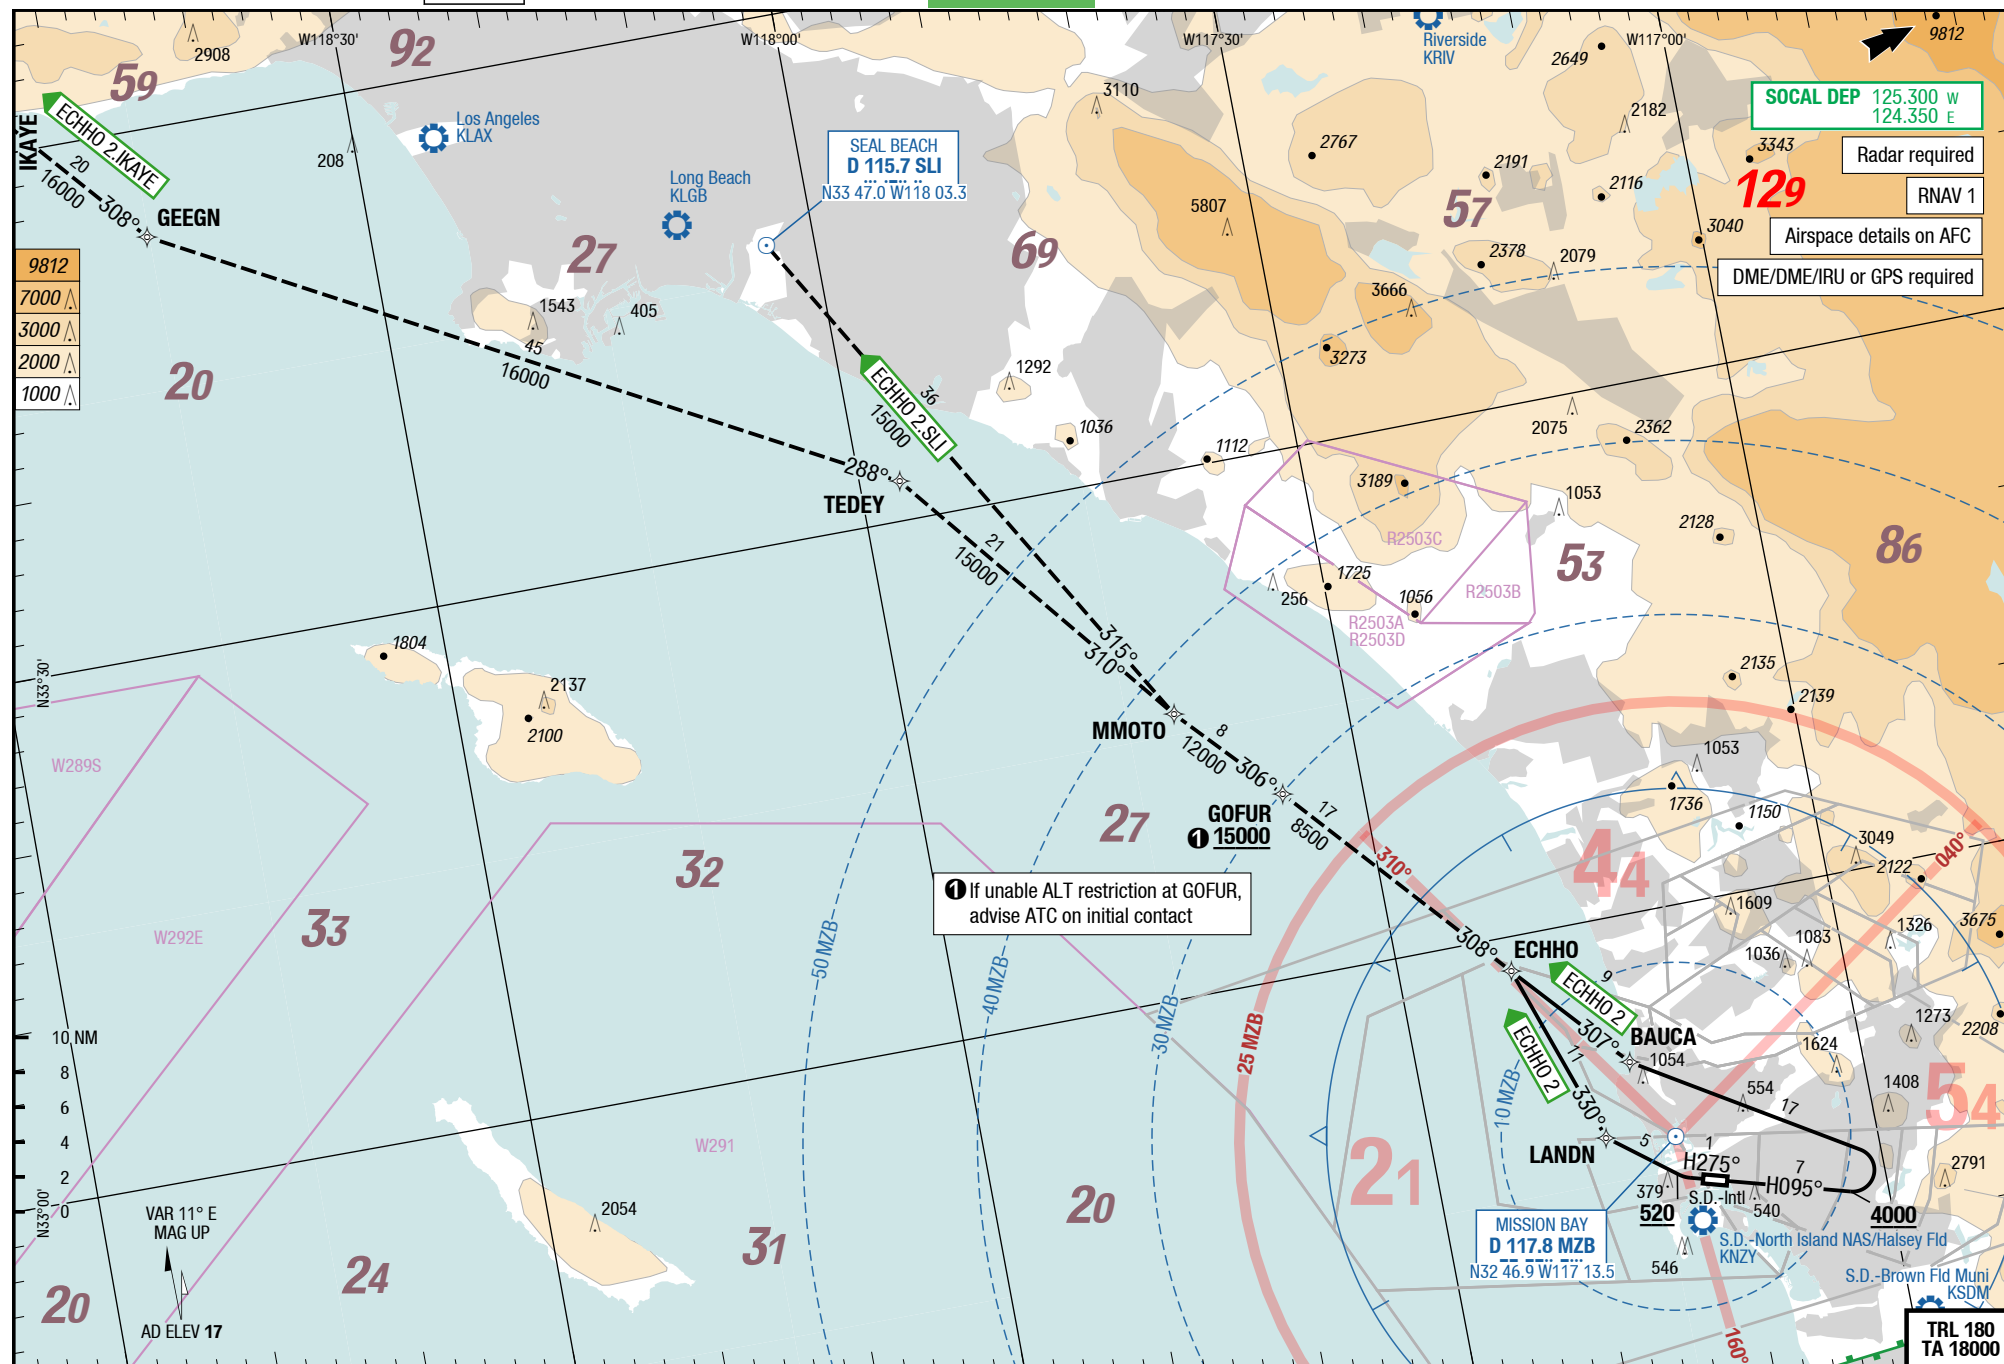 W118°30'
W118°00'
W117°30'
W117°00'
2908
92
59
9812
Riverside
KRIV
2649
3110
2182
SOCAL DEP 125.300 W
124.350 E
Los Angeles
KLAX
208
IKAYE
ECHHO 2.IKAYE
20
16000
308°
GEEGN
SEAL BEACH
D 115.7 SLI
N33 47.0 W118 03.3
Long Beach
KLGB
2767
2191
2116
3343
Radar required
129
RNAV 1
5807
57
3040
Airspace details on AFC
2378
2079
DME/DME/IRU or GPS required
27
69
9812
7000
3000
2000
1000
1543
405
45
16000
3666
3273
1292
20
36
ECHHO 2.SLI
15000
1036
1112
2075
2362
288°
TEDEY
3189
1053
R2503C
2128
86
53
21
15000
1725
256
1056
R2503B
R2503A
R2503D
315°
310°
1804
2137
2100
N33°30'
2135
2139
MMOTO
8
12000
306°
W289S
1053
1736
1150
GOFUR
1 15000
17
8500
27
3049
2122
040°
310°
44
32
1 If unable ALT restriction at GOFUR,
advise ATC on initial contact
1609
1326
3675
1036
1083
33
W292E
50 MZB
40 MZB
30 MZB
25 MZB
10 MZB
308°
ECHHO
9
ECHHO 2
307°
BAUCA
1054
1273
2208
1624
10 NM
8
6
4
2
0
11
ECHHO 2
330°
554
17
1408
54
W291
LANDN
5
1
H275°
7
H095°
2791
21
379
520
S.D.-Intl
540
4000
20
2054
N33°00'
VAR 11° E
MAG UP
31
24
20
AD ELEV 17
MISSION BAY
D 117.8 MZB
N32 46.9 W117 13.5
546
S.D.-North Island NAS/Halsey Fld
KNZY
S.D.-Brown Fld Muni
KSDM
160°
TRL 180
TA 18000